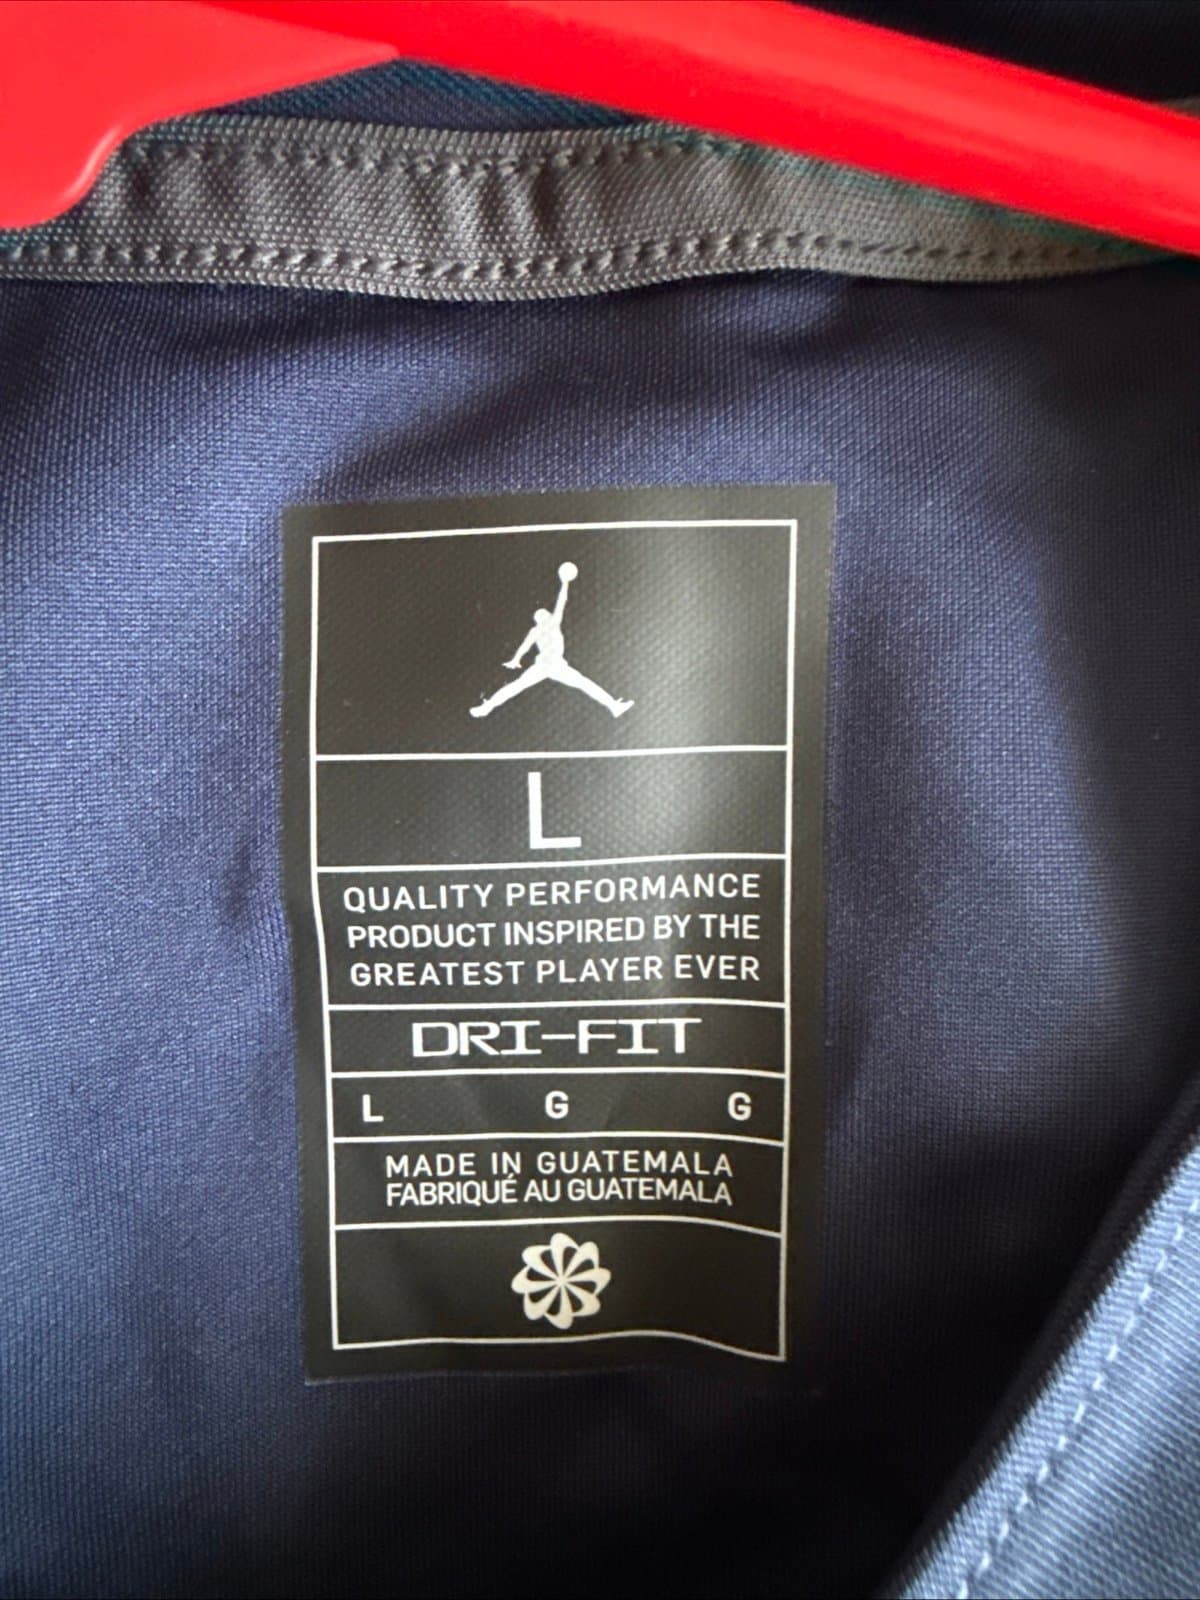 L
QUALITY PERFORMANCE
PRODUCT INSPIRED BY THE
GREATEST PLAYER EVER
DRI-FIT
L G G
MADE IN GUATEMALA
FABRIQUÉ AU GUATEMALA